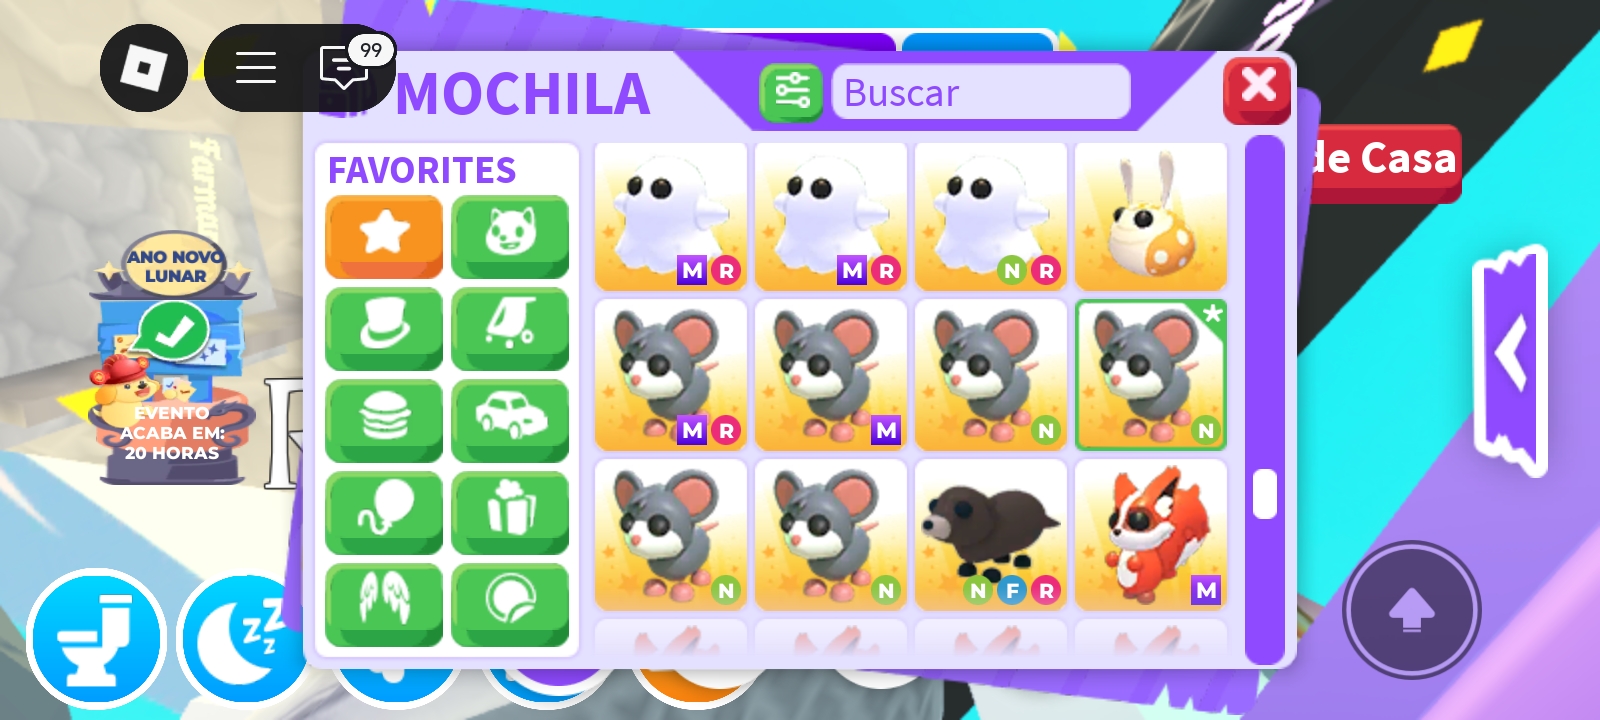 99
MOCHILA
Buscar
FAVORITES
de Casa
ANO NOVO
LUNAR
EVENTO
ACABA EM:
20 HORAS
M R
M R
N R
M R
M
N
N
N
N
N F R
M